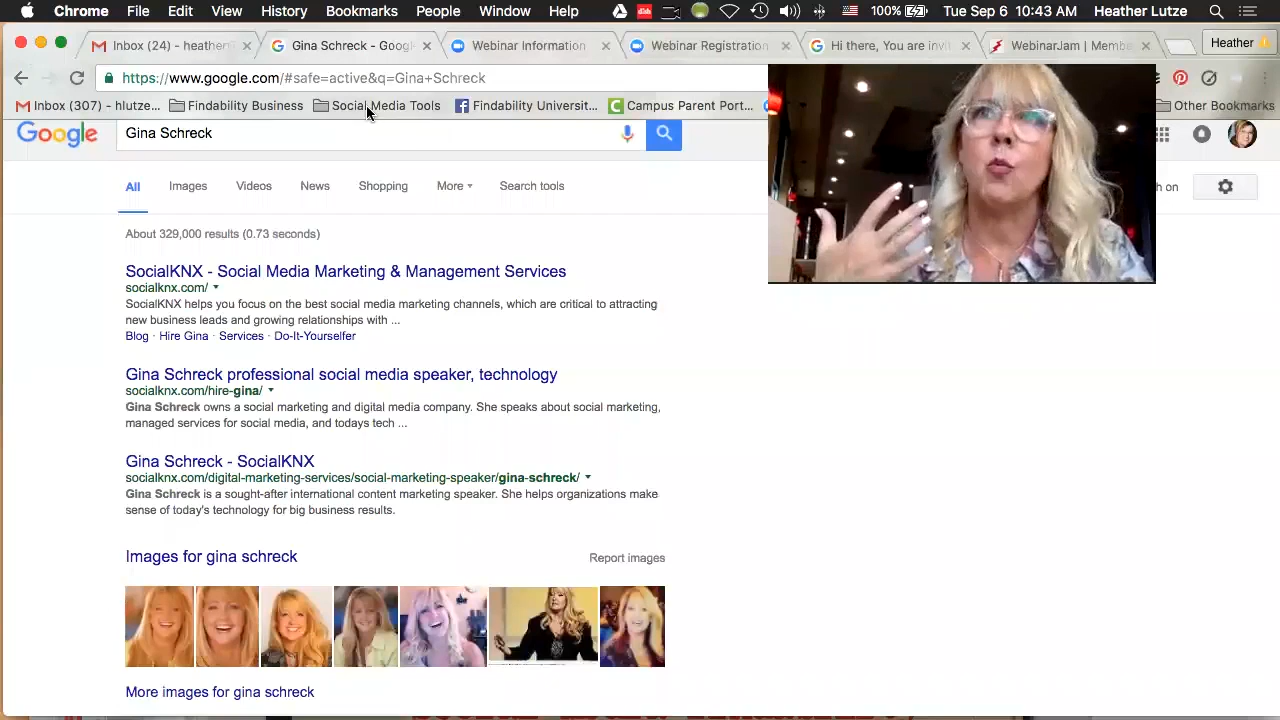 Chrome File Edit View History Bookmarks People Window Help 100% Tue Sep 6 10:43 AM Heather Lutze
Inbox (24) - heather Gina Schreck - Goog Webinar Information Webinar Registration Hi there, You are invi WebinarJam | Memb Heather
https://www.google.com/#safe=active&q=Gina+Schreck
Inbox (307) - hlutze... Findability Business Social Media Tools Findability Universit... Campus Parent Port... Other Bookmarks
Google Gina Schreck
All Images Videos News Shopping More Search tools h on
About 329,000 results (0.73 seconds)
SocialKNX - Social Media Marketing & Management Services
socialknx.com/
SocialKNX helps you focus on the best social media marketing channels, which are critical to attracting
new business leads and growing relationships with ...
Blog · Hire Gina · Services · Do-It-Yourselfer
Gina Schreck professional social media speaker, technology
socialknx.com/hire-gina/
Gina Schreck owns a social marketing and digital media company. She speaks about social marketing,
managed services for social media, and todays tech ...
Gina Schreck - SocialKNX
socialknx.com/digital-marketing-services/social-marketing-speaker/gina-schreck/
Gina Schreck is a sought-after international content marketing speaker. She helps organizations make
sense of today's technology for big business results.
Images for gina schreck Report images
More images for gina schreck